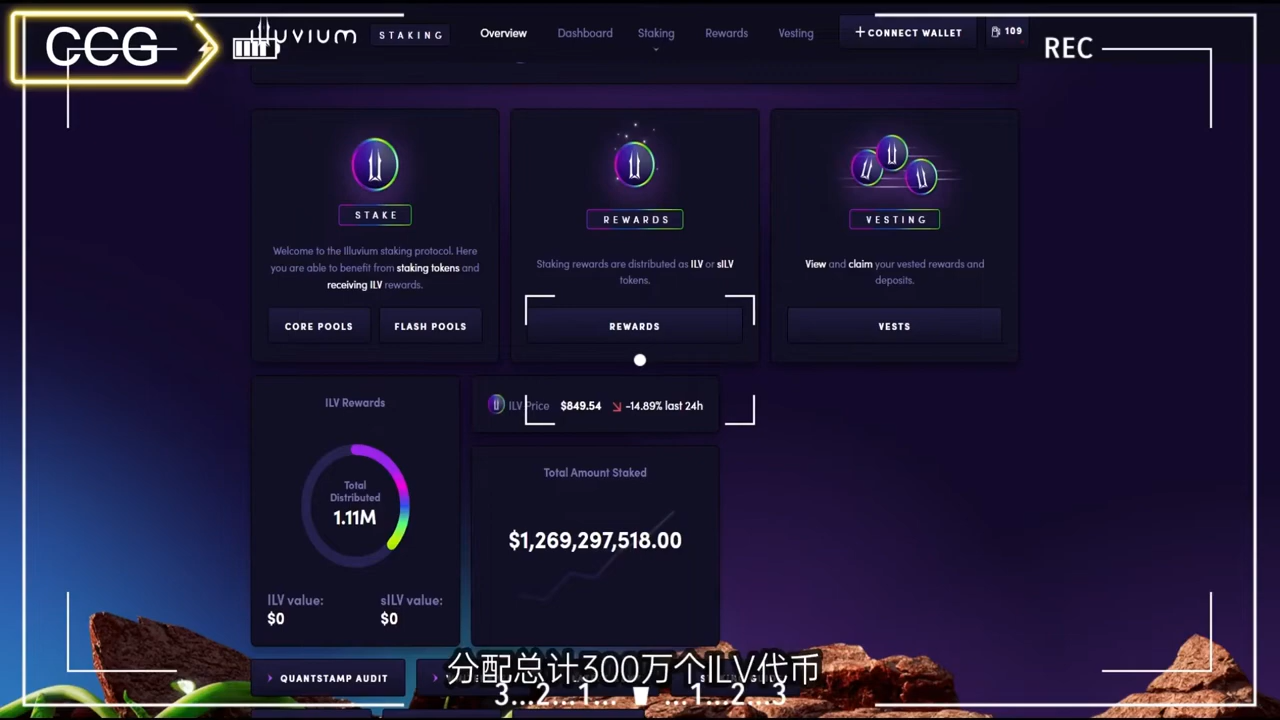 CCG
illuvium
STAKING
Overview
Dashboard
Staking
Rewards
Vesting
+CONNECT WALLET
109
REC
STAKE
Welcome to the Illuvium staking protocol. Here
you are able to benefit from staking tokens and
receiving ILV rewards.
CORE POOLS
FLASH POOLS
REWARDS
Staking rewards are distributed as ILV or sILV
tokens.
REWARDS
VESTING
View and claim your vested rewards and
deposits.
VESTS
ILV Rewards
Total
Distributed
1.11M
ILV value:
$0
sILV value:
$0
ILV Price $849.54 -14.89% last 24h
Total Amount Staked
$1,269,297,518.00
QUANTSTAMP AUDIT
分配总计300万个ILV代币
3...2...1... ...1...2...3